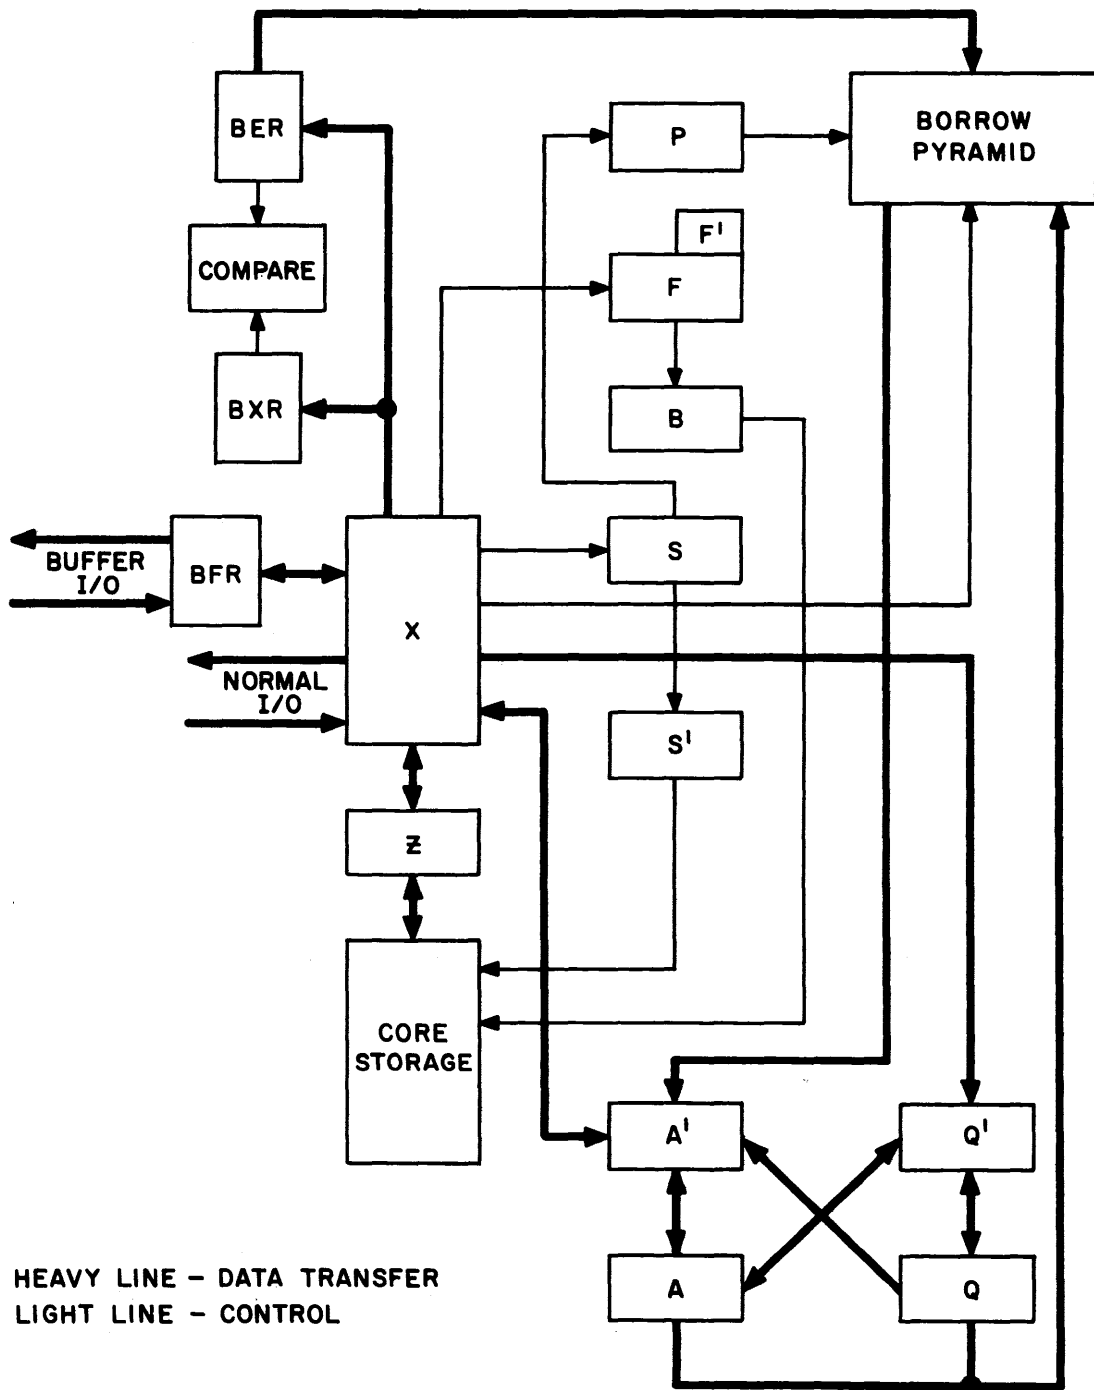 BER
P
BORROW
PYRAMID
F'
COMPARE
F
BXR
B
BUFFER
I/O
BFR
X
S
NORMAL
I/O
S'
Z
CORE
STORAGE
A'
Q'
A
Q
HEAVY LINE – DATA TRANSFER
LIGHT LINE – CONTROL